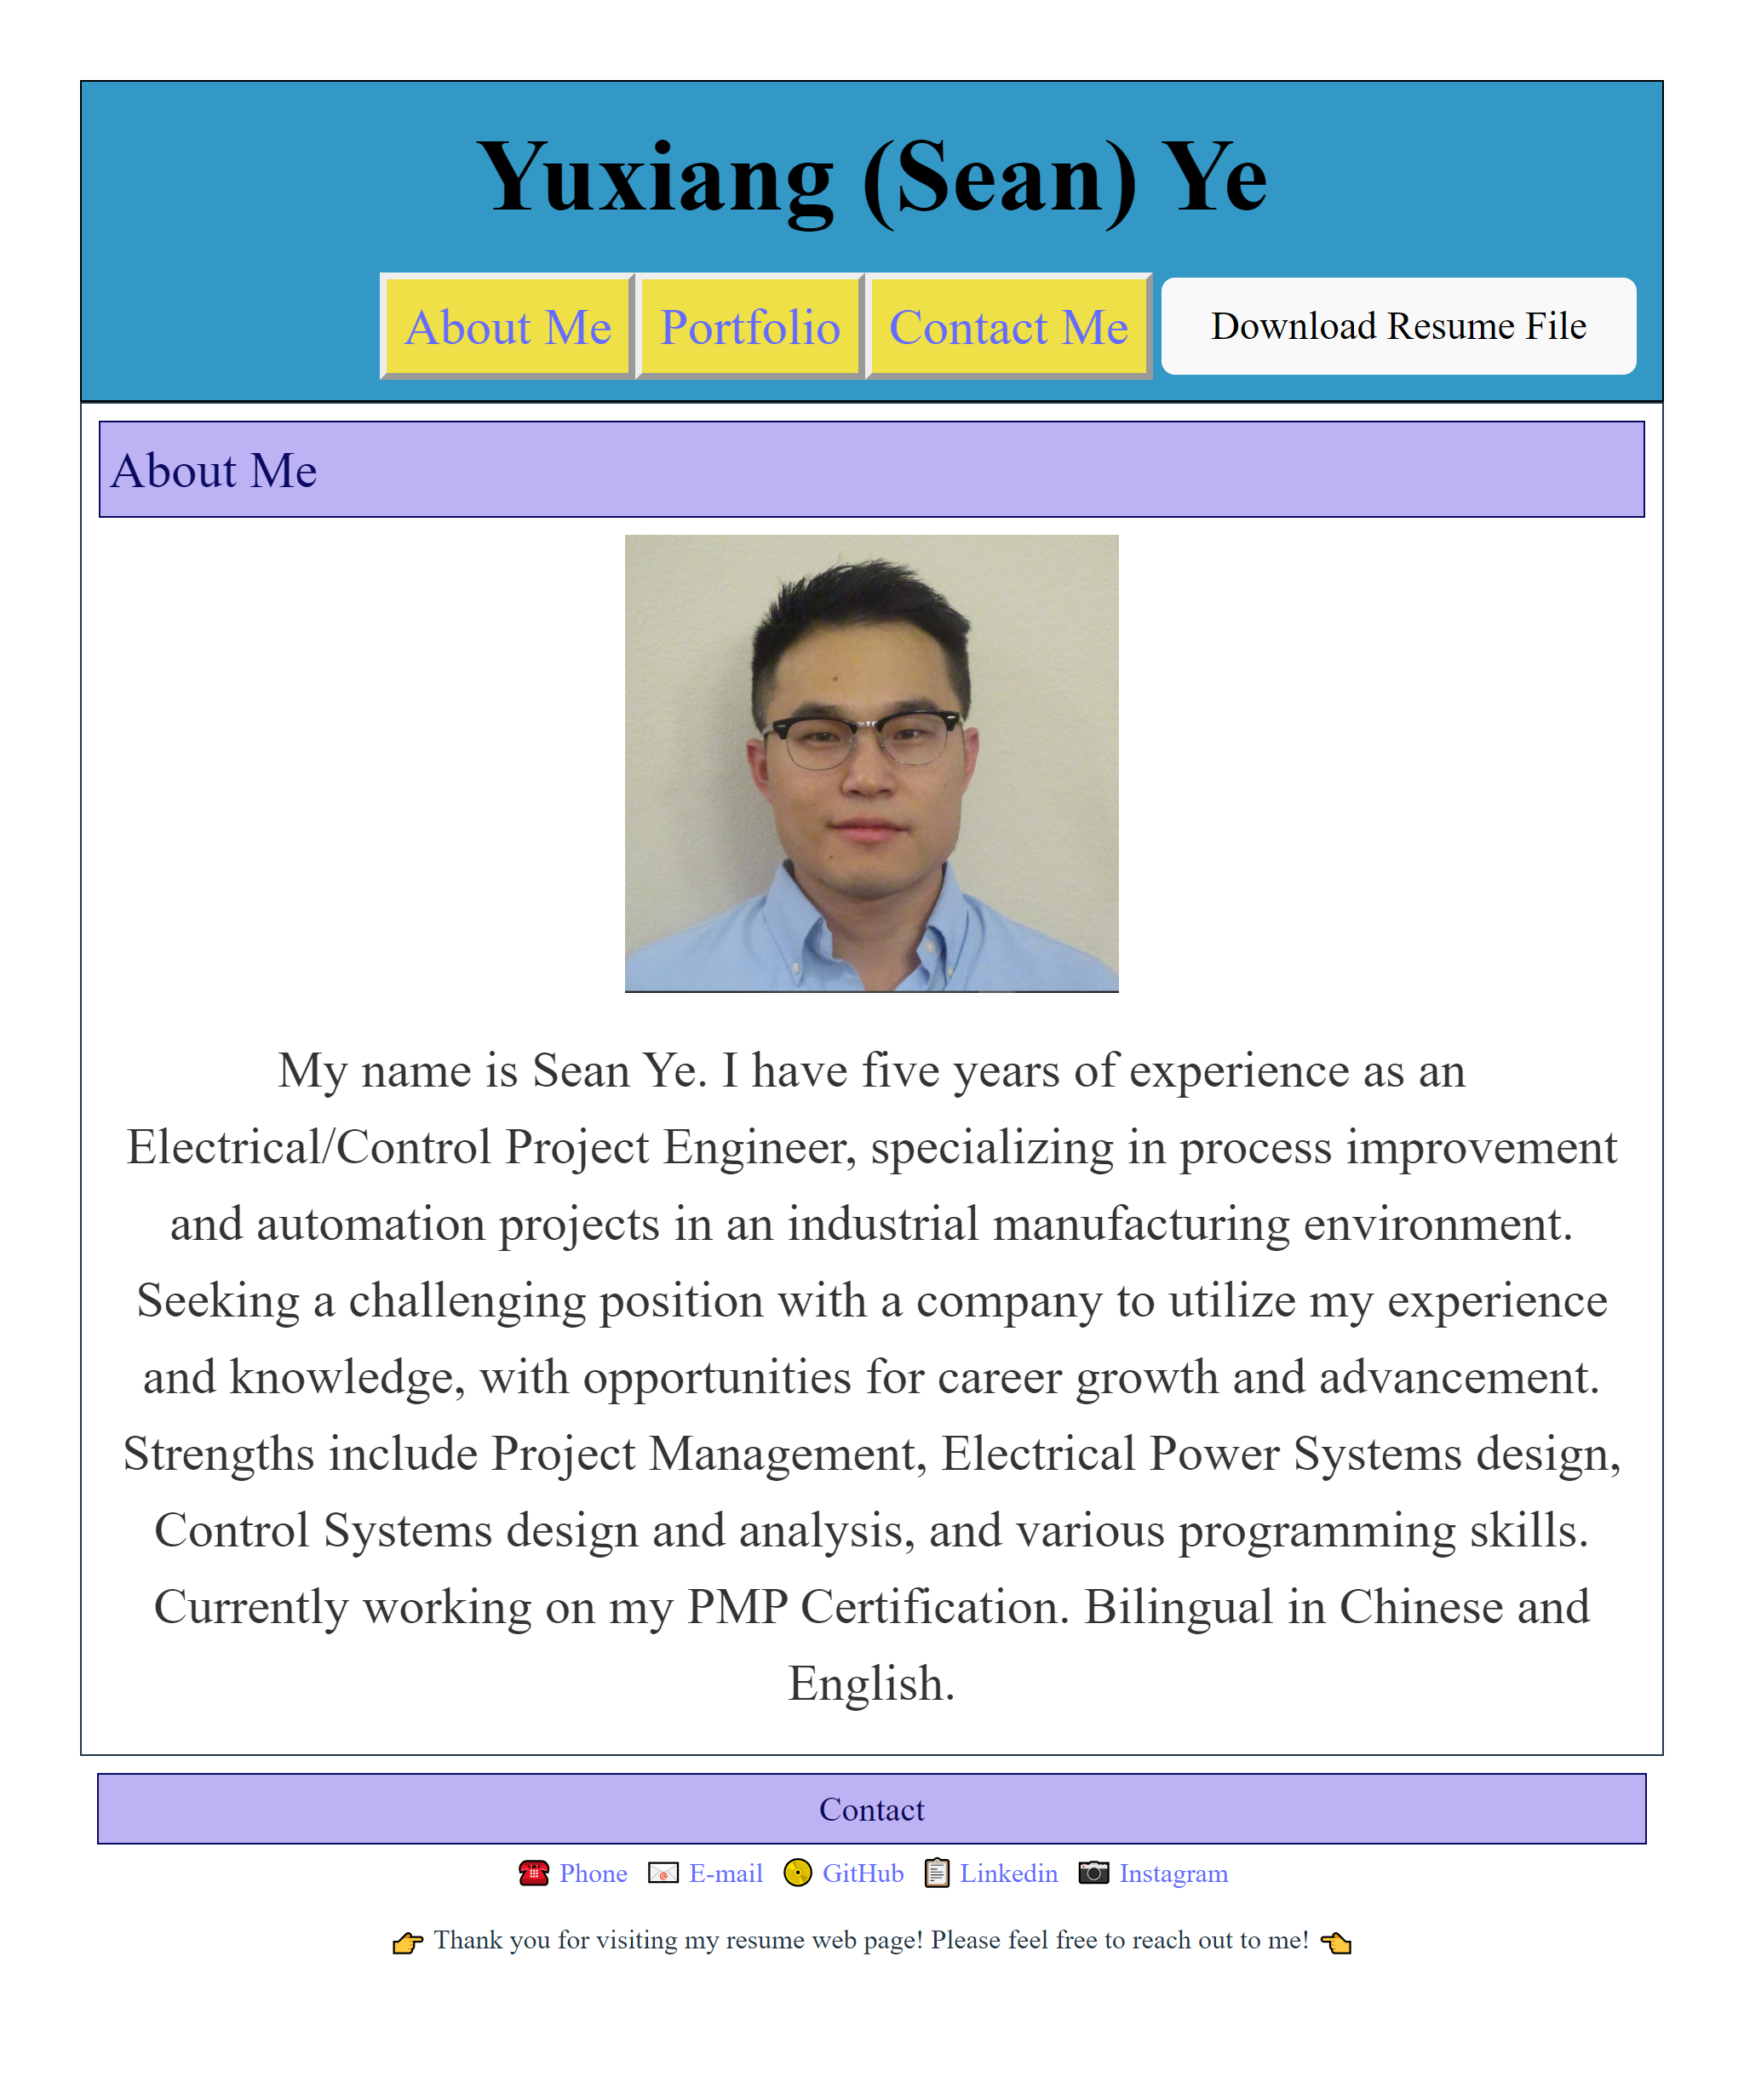 Yuxiang (Sean) Ye
About Me Portfolio Contact Me Download Resume File
About Me
My name is Sean Ye. I have five years of experience as an
Electrical/Control Project Engineer, specializing in process improvement
and automation projects in an industrial manufacturing environment.
Seeking a challenging position with a company to utilize my experience
and knowledge, with opportunities for career growth and advancement.
Strengths include Project Management, Electrical Power Systems design,
Control Systems design and analysis, and various programming skills.
Currently working on my PMP Certification. Bilingual in Chinese and
English.
Contact
☎️ Phone 📧 E-mail 📀 GitHub 📋 Linkedin 📷 Instagram
👉 Thank you for visiting my resume web page! Please feel free to reach out to me! 👈